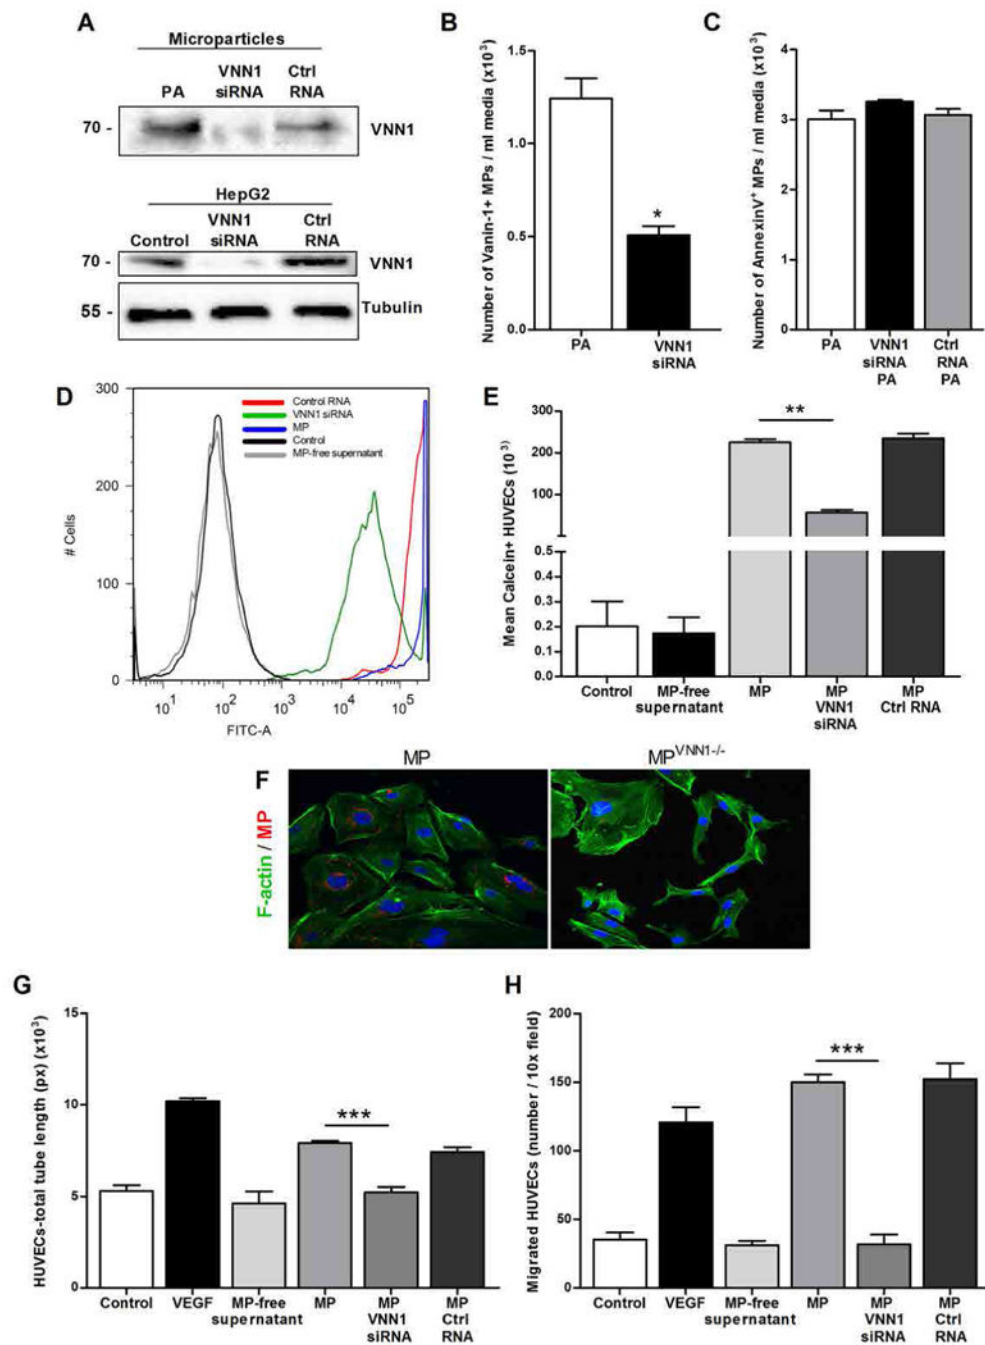 A
Microparticles
PA
VNN1
siRNA
Ctrl
RNA
70 -
VNN1
HepG2
Control
VNN1
siRNA
Ctrl
RNA
70 -
VNN1
55 -
Tubulin
B
Number of Vanin-1+ MPs / ml media (x10³)
1.5
1.0
0.5
0.0
*
PA
VNN1
siRNA
C
Number of AnnexinV⁺ MPs / ml media (x10³)
4
3
2
1
0
PA
VNN1
siRNA
PA
Ctrl
RNA
PA
D
# Cells
300
200
100
0
Control RNA
VNN1 siRNA
MP
Control
MP-free supernatant
10¹
10²
10³
10⁴
10⁵
FITC-A
E
Mean Calcein+ HUVECs (10³)
300
200
100
0.5
0.4
0.3
0.2
0.1
0.0
**
Control
MP-free
supernatant
MP
MP
VNN1
siRNA
MP
Ctrl RNA
F
F-actin / MP
MP
MP^VNN1-/-
G
HUVECs-total tube length (px) (x10³)
15
10
5
0
***
Control
VEGF
MP-free
supernatant
MP
MP
VNN1
siRNA
MP
Ctrl
RNA
H
Migrated HUVECs (number / 10x field)
200
150
100
50
0
***
Control
VEGF
MP-free
supernatant
MP
MP
VNN1
siRNA
MP
Ctrl
RNA